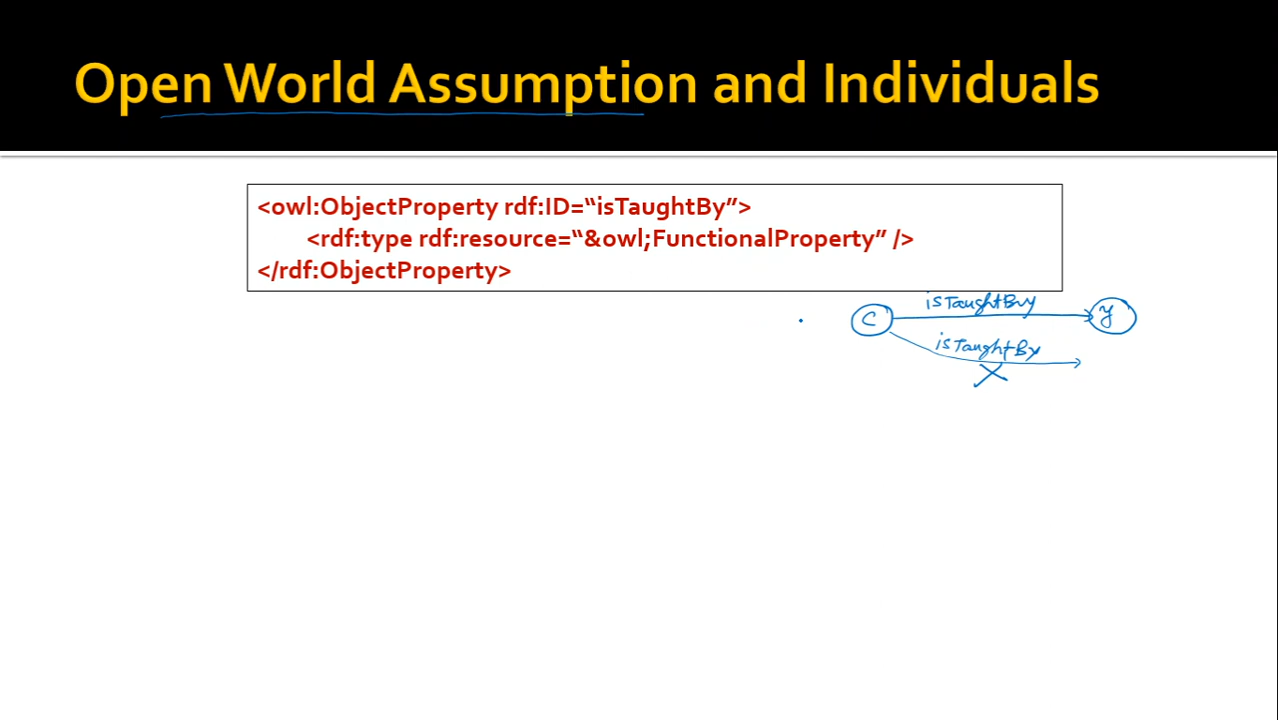 Open World Assumption and Individuals
<owl:ObjectProperty rdf:ID=“isTaughtBy”>
<rdf:type rdf:resource=“&owl;FunctionalProperty” />
</rdf:ObjectProperty>
isTaughtBy
C
y
isTaughtBy